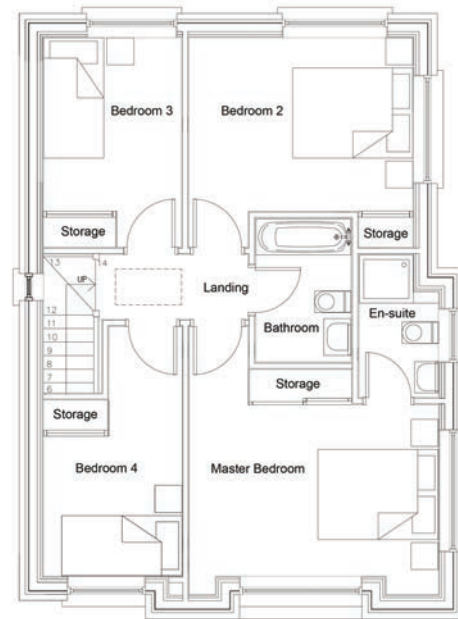 Bedroom 3
Bedroom 2
Storage
Storage
13
14
UP
Landing
En-suite
12
11
10
9
8
7
6
Bathroom
Storage
Storage
Bedroom 4
Master Bedroom